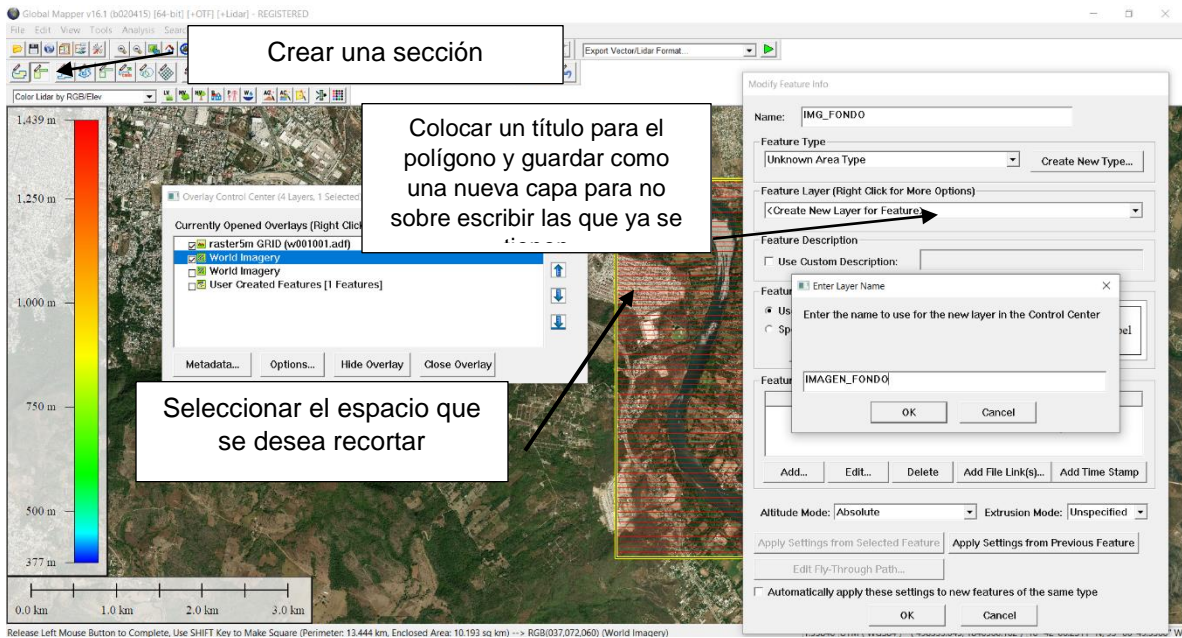 Global Mapper v16.1 (b020415) [64-bit] [+OTF] [+Lidar] - REGISTERED
File Edit View Tools Analysis Sear
Crear una sección
Export Vector/Lidar Format...
Color Lidar by RGB/Elev
1,439 m
1,250 m
1,000 m
750 m
500 m
377 m
0.0 km 1.0 km 2.0 km 3.0 km
Colocar un título para el
polígono y guardar como
una nueva capa para no
sobre escribir las que ya se
Overlay Control Center (4 Layers, 1 Selected
Currently Opened Overlays (Right Clic
raster5m GRID (w001001.adf)
World Imagery
World Imagery
User Created Features [1 Features]
Metadata... Options... Hide Overlay Close Overlay
Seleccionar el espacio que
se desea recortar
Modify Feature Info
Name: IMG_FONDO
Feature Type
Unknown Area Type Create New Type...
Feature Layer (Right Click for More Options)
<Create New Layer for Feature>
Feature Description
Use Custom Description:
Featur
Us
Sp
Enter Layer Name
Enter the name to use for the new layer in the Control Center
IMAGEN_FONDO
OK Cancel
Featur
Add... Edit... Delete Add File Link(s)... Add Time Stamp
Altitude Mode: Absolute Extrusion Mode: Unspecified
Apply Settings from Selected Feature Apply Settings from Previous Feature
Edit Fly-Through Path...
Automatically apply these settings to new features of the same type
OK Cancel
Release Left Mouse Button to Complete, Use SHIFT Key to Make Square (Perimeter: 13.444 km, Enclosed Area: 10.193 sq km) --> RGB(037,072,060) (World Imagery)